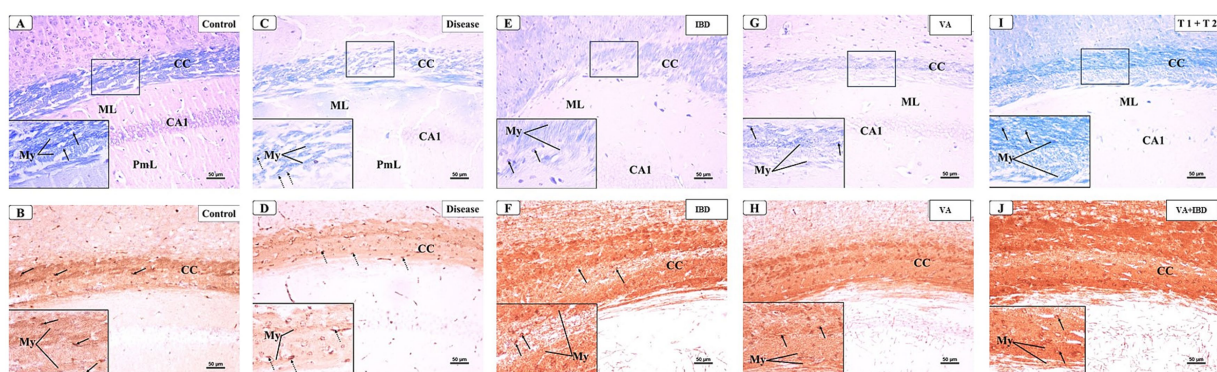 A Control
CC
ML
CA1
My
PmL
50 µm
C Disease
CC
ML
CA1
My
PmL
50 µm
E IBD
CC
ML
My
CA1
50 µm
G VA
CC
ML
My
CA1
50 µm
I T 1 + T 2
CC
ML
My
CA1
50 µm
B Control
CC
My
50 µm
D Disease
CC
My
50 µm
F IBD
CC
My
50 µm
H VA
CC
My
50 µm
J VA+IBD
CC
My
50 µm